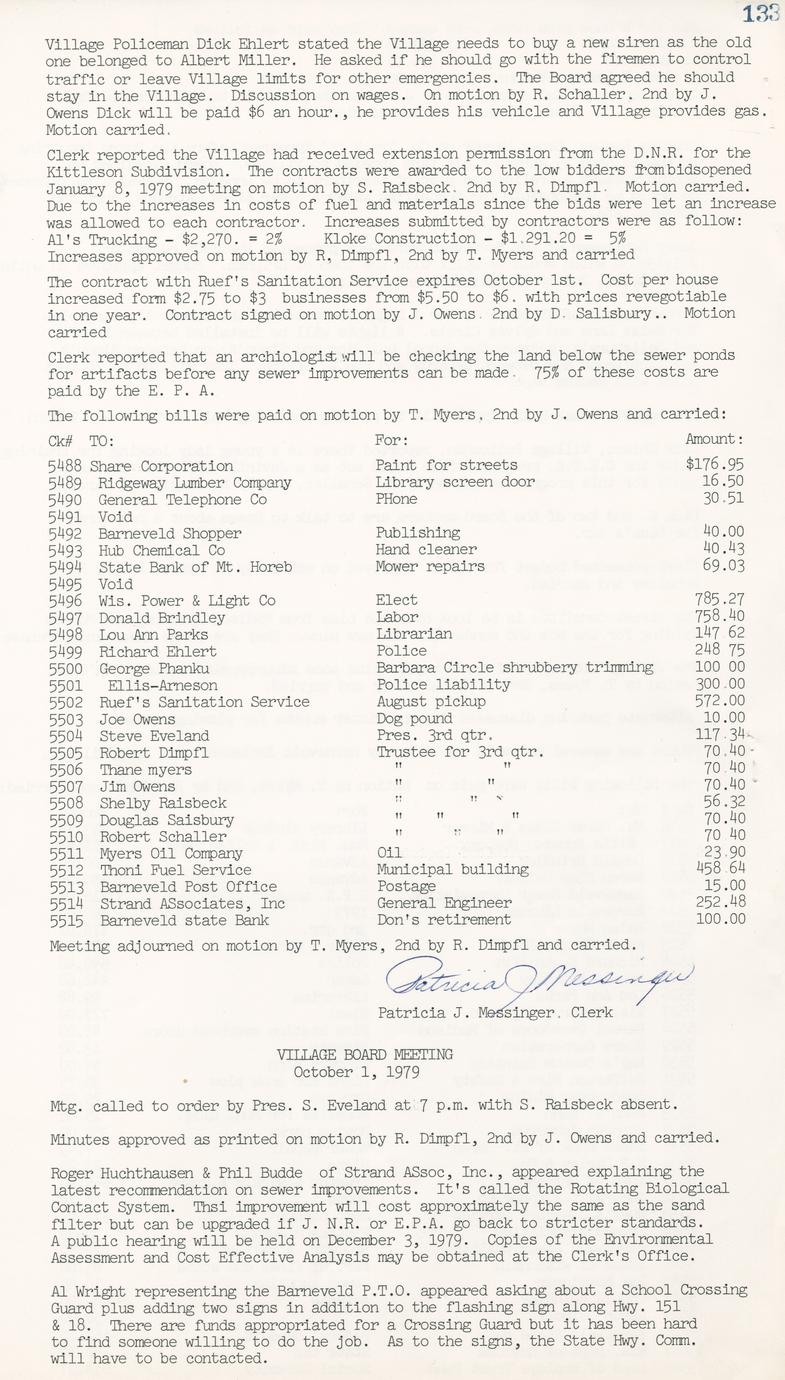 133
Village Policeman Dick Ehlert stated the Village needs to buy a new siren as the old
one belonged to Albert Miller. He asked if he should go with the firemen to control
traffic or leave Village limits for other emergencies. The Board agreed he should
stay in the Village. Discussion on wages. On motion by R. Schaller. 2nd by J.
Owens Dick will be paid $6 an hour., he provides his vehicle and Village provides gas.
Motion carried.
Clerk reported the Village had received extension permission from the D.N.R. for the
Kittleson Subdivision. The contracts were awarded to the low bidders from bidsopened
January 8, 1979 meeting on motion by S. Raisbeck. 2nd by R. Dimpfl. Motion carried.
Due to the increases in costs of fuel and materials since the bids were let an increase
was allowed to each contractor. Increases submitted by contractors were as follow:
Al's Trucking - $2,270. = 2% Kloke Construction - $1.291.20 = 5%
Increases approved on motion by R, Dimpfl, 2nd by T. Myers and carried
The contract with Ruef's Sanitation Service expires October 1st. Cost per house
increased form $2.75 to $3 businesses from $5.50 to $6. with prices revegotiable
in one year. Contract signed on motion by J. Owens. 2nd by D. Salisbury.. Motion
carried
Clerk reported that an archiologist will be checking the land below the sewer ponds
for artifacts before any sewer improvements can be made. 75% of these costs are
paid by the E. P. A.
The following bills were paid on motion by T. Myers, 2nd by J. Owens and carried:
Ck# TO: For: Amount:
5488 Share Corporation Paint for streets $176.95
5489 Ridgeway Lumber Company Library screen door 16.50
5490 General Telephone Co PHone 30.51
5491 Void
5492 Barneveld Shopper Publishing 40.00
5493 Hub Chemical Co Hand cleaner 40.43
5494 State Bank of Mt. Horeb Mower repairs 69.03
5495 Void
5496 Wis. Power & Light Co Elect 785.27
5497 Donald Brindley Labor 758.40
5498 Lou Ann Parks Librarian 147 62
5499 Richard Ehlert Police 248 75
5500 George Phanku Barbara Circle shrubbery trimming 100 00
5501 Ellis-Arneson Police liability 300.00
5502 Ruef's Sanitation Service August pickup 572.00
5503 Joe Owens Dog pound 10.00
5504 Steve Eveland Pres. 3rd qtr. 117.34
5505 Robert Dimpfl Trustee for 3rd qtr. 70.40
5506 Thane myers " " 70.40
5507 Jim Owens " " 70.40
5508 Shelby Raisbeck " " 56.32
5509 Douglas Saisbury " " " 70.40
5510 Robert Schaller " " " 70 40
5511 Myers Oil Company Oil 23.90
5512 Thoni Fuel Service Municipal building 458.64
5513 Barneveld Post Office Postage 15.00
5514 Strand ASsociates, Inc General Engineer 252.48
5515 Barneveld state Bank Don's retirement 100.00
Meeting adjourned on motion by T. Myers, 2nd by R. Dimpfl and carried.
Patricia J Messinger
Patricia J. Messinger. Clerk
VILLAGE BOARD MEETING
October 1, 1979
Mtg. called to order by Pres. S. Eveland at 7 p.m. with S. Raisbeck absent.
Minutes approved as printed on motion by R. Dimpfl, 2nd by J. Owens and carried.
Roger Huchthausen & Phil Budde of Strand ASsoc, Inc., appeared explaining the
latest recommendation on sewer improvements. It's called the Rotating Biological
Contact System. Thsi improvement will cost approximately the same as the sand
filter but can be upgraded if J. N.R. or E.P.A. go back to stricter standards.
A public hearing will be held on December 3, 1979. Copies of the Environmental
Assessment and Cost Effective Analysis may be obtained at the Clerk's Office.
Al Wright representing the Barneveld P.T.O. appeared asking about a School Crossing
Guard plus adding two signs in addition to the flashing sign along Hwy. 151
& 18. There are funds appropriated for a Crossing Guard but it has been hard
to find someone willing to do the job. As to the signs, the State Hwy. Comm.
will have to be contacted.